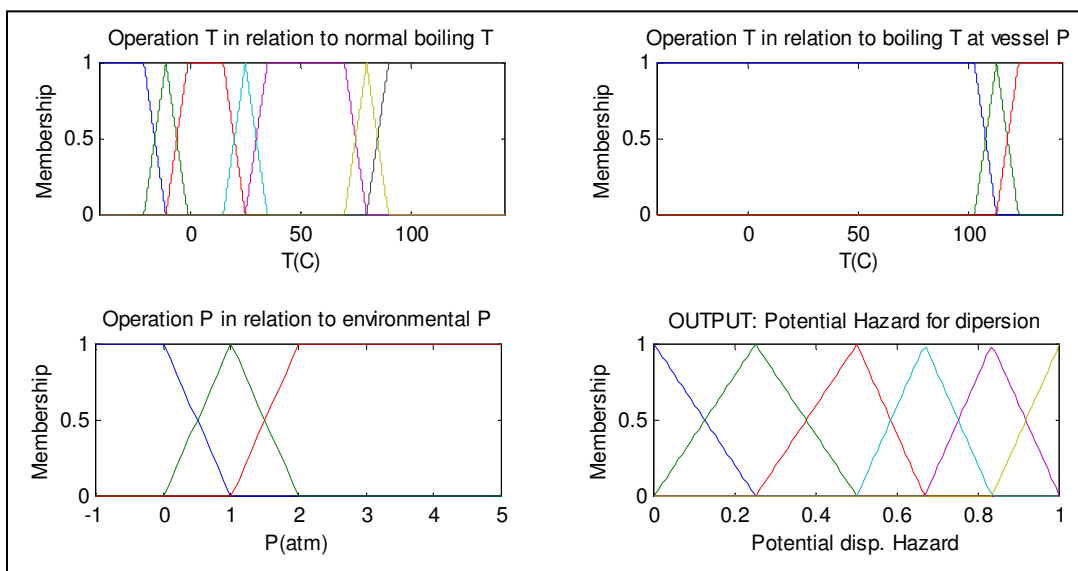 Operation T in relation to normal boiling T
1
0.5
0
Membership
0
50
100
T(C)
Operation T in relation to boiling T at vessel P
1
0.5
0
Membership
0
50
100
T(C)
Operation P in relation to environmental P
1
0.5
0
Membership
-1
0
1
2
3
4
5
P(atm)
OUTPUT: Potential Hazard for dipersion
1
0.5
0
Membership
0
0.2
0.4
0.6
0.8
1
Potential disp. Hazard